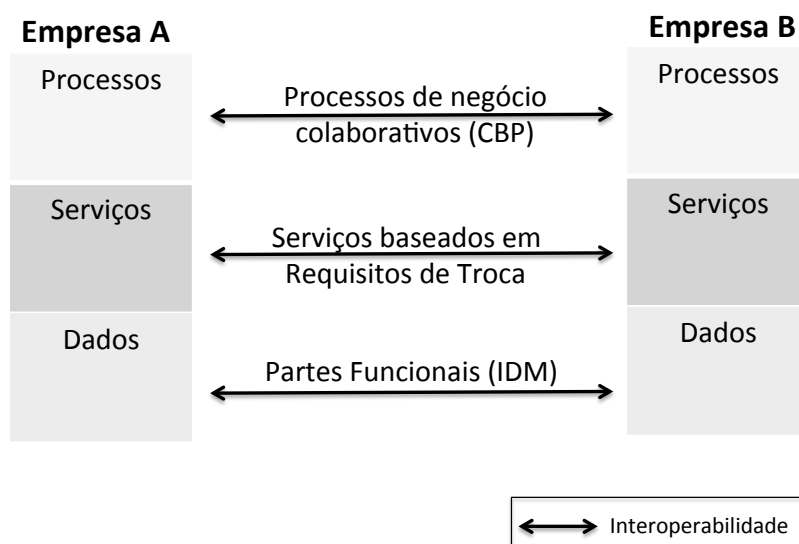 Empresa A
Empresa B
Processos
Processos de negócio
colaborativos (CBP)
Processos
Serviços
Serviços baseados em
Requisitos de Troca
Serviços
Dados
Partes Funcionais (IDM)
Dados
Interoperabilidade